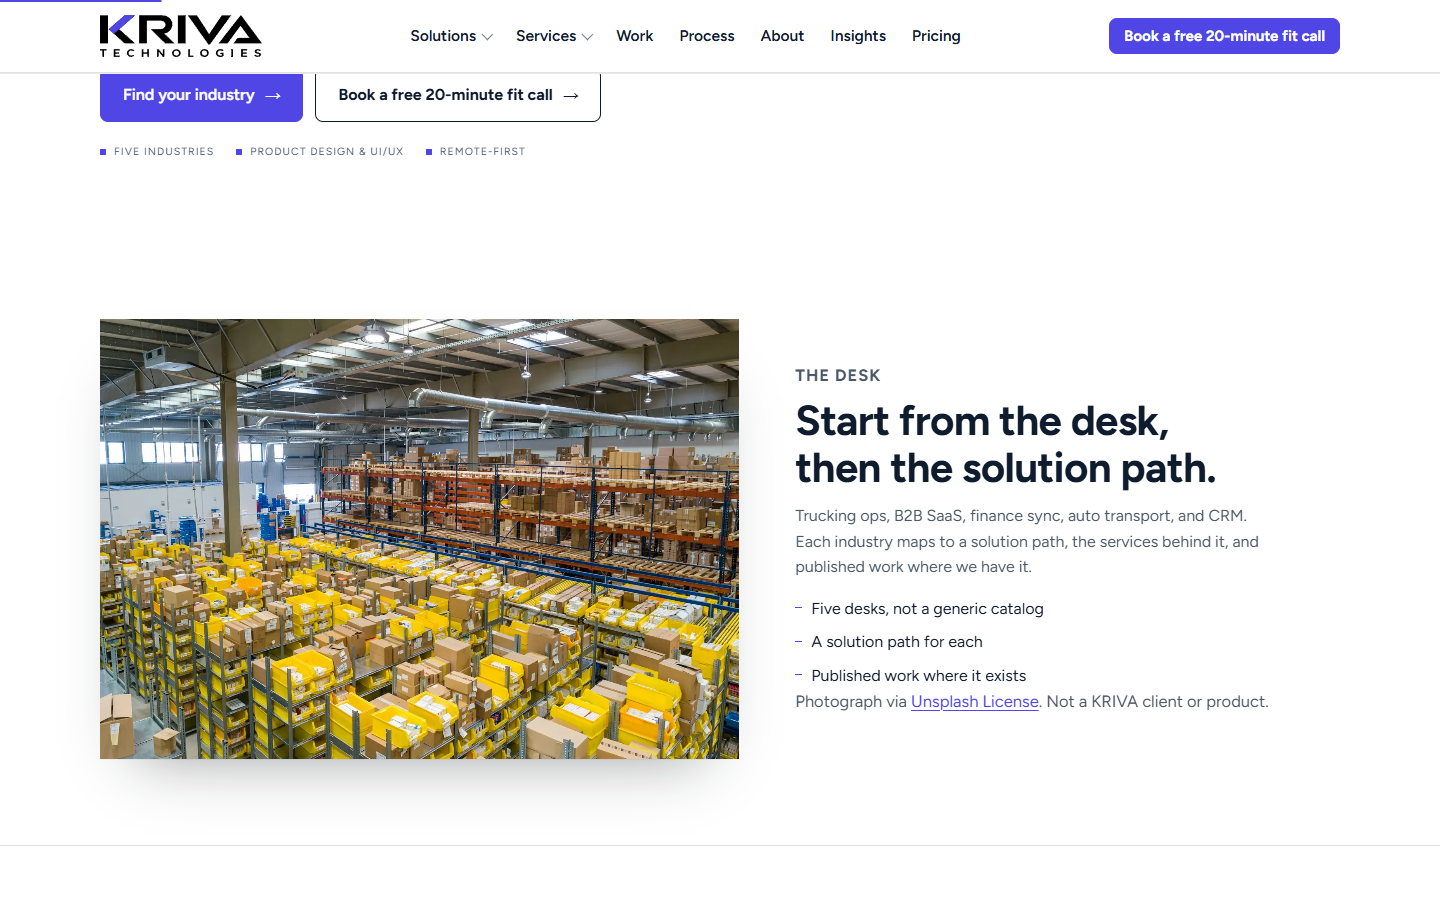 KRIVA
TECHNOLOGIES
Solutions
Services
Work
Process
About
Insights
Pricing
Book a free 20-minute fit call
Find your industry →
Book a free 20-minute fit call →
FIVE INDUSTRIES
PRODUCT DESIGN & UI/UX
REMOTE-FIRST
THE DESK
Start from the desk,
then the solution path.
Trucking ops, B2B SaaS, finance sync, auto transport, and CRM.
Each industry maps to a solution path, the services behind it, and
published work where we have it.
– Five desks, not a generic catalog
– A solution path for each
– Published work where it exists
Photograph via Unsplash License. Not a KRIVA client or product.